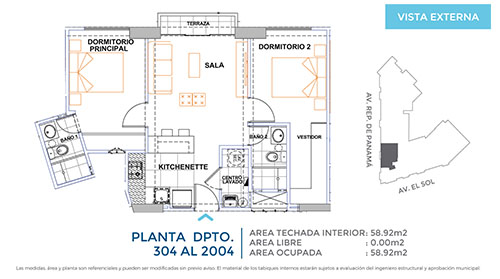 VISTA EXTERNA
TERRAZA
DORMITORIO
PRINCIPAL
SALA
DORMITORIO 2
BAÑO 1
BAÑO 2
VESTIDOR
KITCHENETTE
CENTRO
LAVADO
AV. REP. DE PANAMÁ
AV. EL SOL
PLANTA DPTO.
304 AL 2004
AREA TECHADA INTERIOR: 58.92m2
AREA LIBRE : 0.00m2
AREA OCUPADA : 58.92m2
Las medidas, área y planta son referenciales y pueden ser modificadas sin previo aviso. El material de los tabiques internos estarán sujetos a evaluación del ingeniero estructural y aprobación municipal.